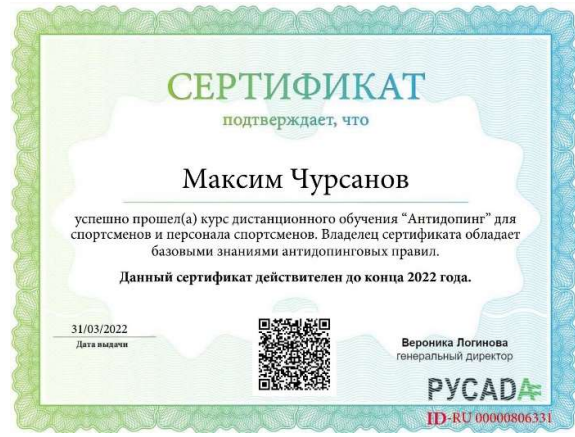 СЕРТИФИКАТ
подтверждает, что
Максим Чурсанов
успешно прошел(а) курс дистанционного обучения “Антидопинг” для
спортсменов и персонала спортсменов. Владелец сертификата обладает
базовыми знаниями антидопинговых правил.
Данный сертификат действителен до конца 2022 года.
31/03/2022
Дата выдачи
Вероника Логинова
генеральный директор
РУСАДА
ID-RU 00000806331